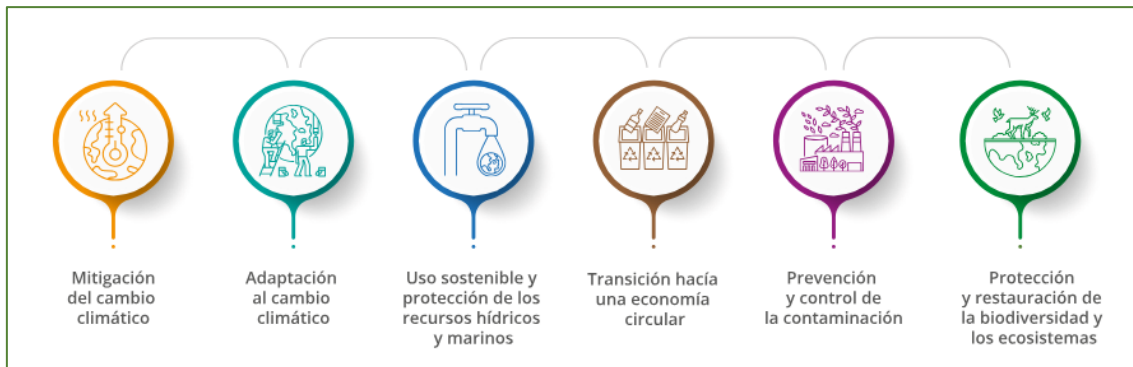 Mitigación
del cambio
climático
Adaptación
al cambio
climático
Uso sostenible y
protección de los
recursos hídricos
y marinos
Transición hacía
una economía
circular
Prevención
y control de
la contaminación
Protección
y restauración de
la biodiversidad y
los ecosistemas